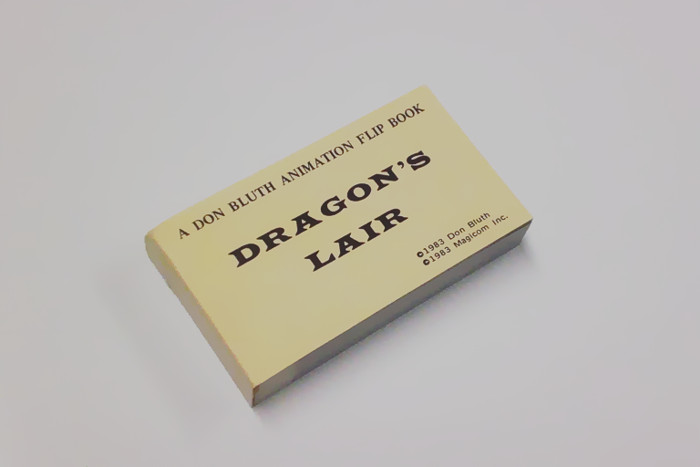 A DON BLUTH ANIMATION FLIP BOOK
DRAGON'S
LAIR
©1983 Don Bluth
©1983 Magicom Inc.